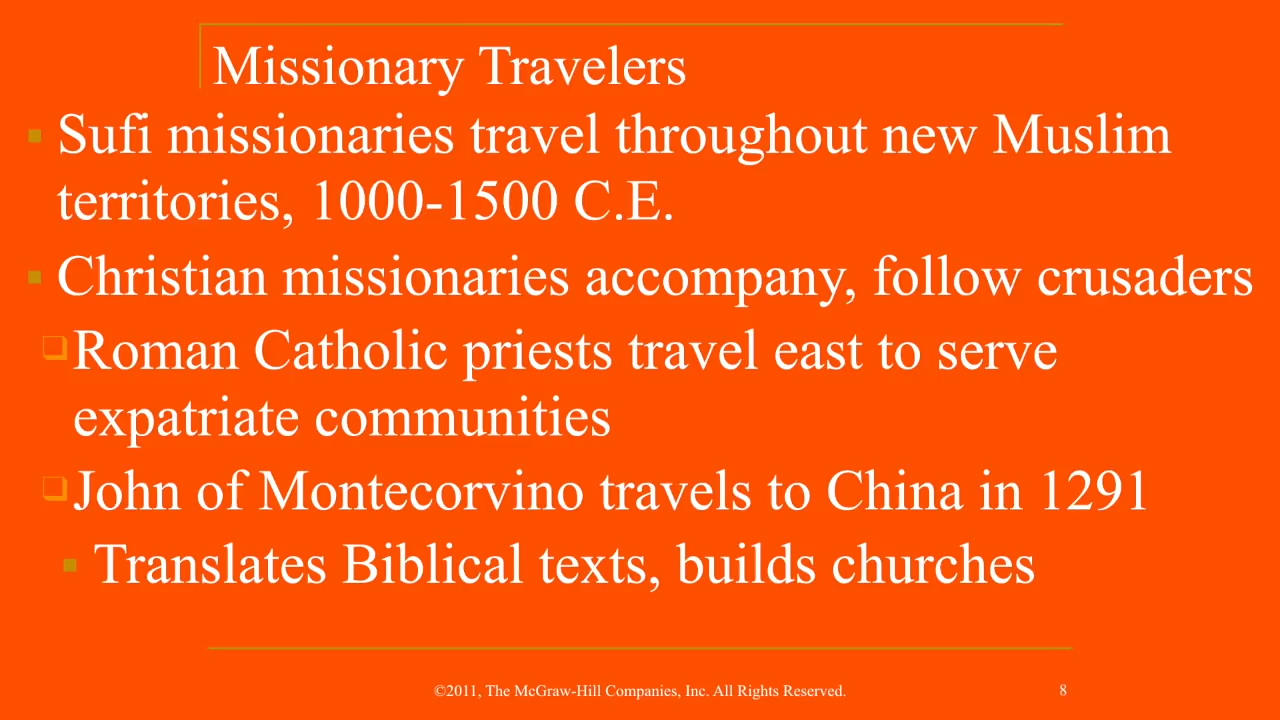 Missionary Travelers
Sufi missionaries travel throughout new Muslim
territories, 1000-1500 C.E.
Christian missionaries accompany, follow crusaders
Roman Catholic priests travel east to serve
expatriate communities
John of Montecorvino travels to China in 1291
Translates Biblical texts, builds churches
©2011, The McGraw-Hill Companies, Inc. All Rights Reserved.
8